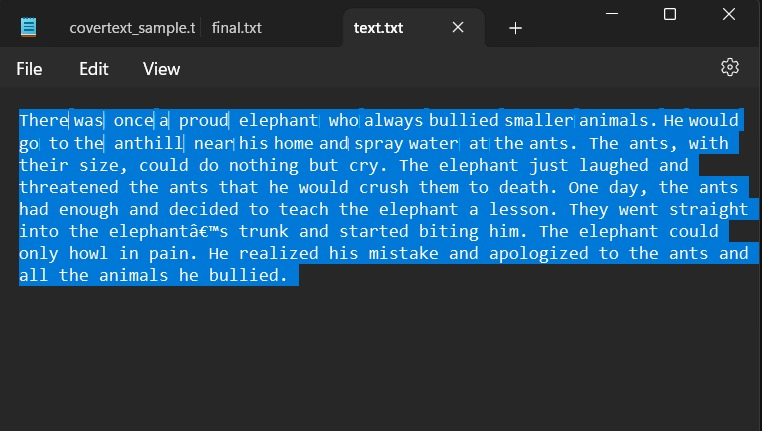 covertext_sample.t final.txt text.txt
File Edit View
There was once a proud elephant who always bullied smaller animals. He would
go to the anthill near his home and spray water at the ants. The ants, with
their size, could do nothing but cry. The elephant just laughed and
threatened the ants that he would crush them to death. One day, the ants
had enough and decided to teach the elephant a lesson. They went straight
into the elephantâ€™s trunk and started biting him. The elephant could
only howl in pain. He realized his mistake and apologized to the ants and
all the animals he bullied.